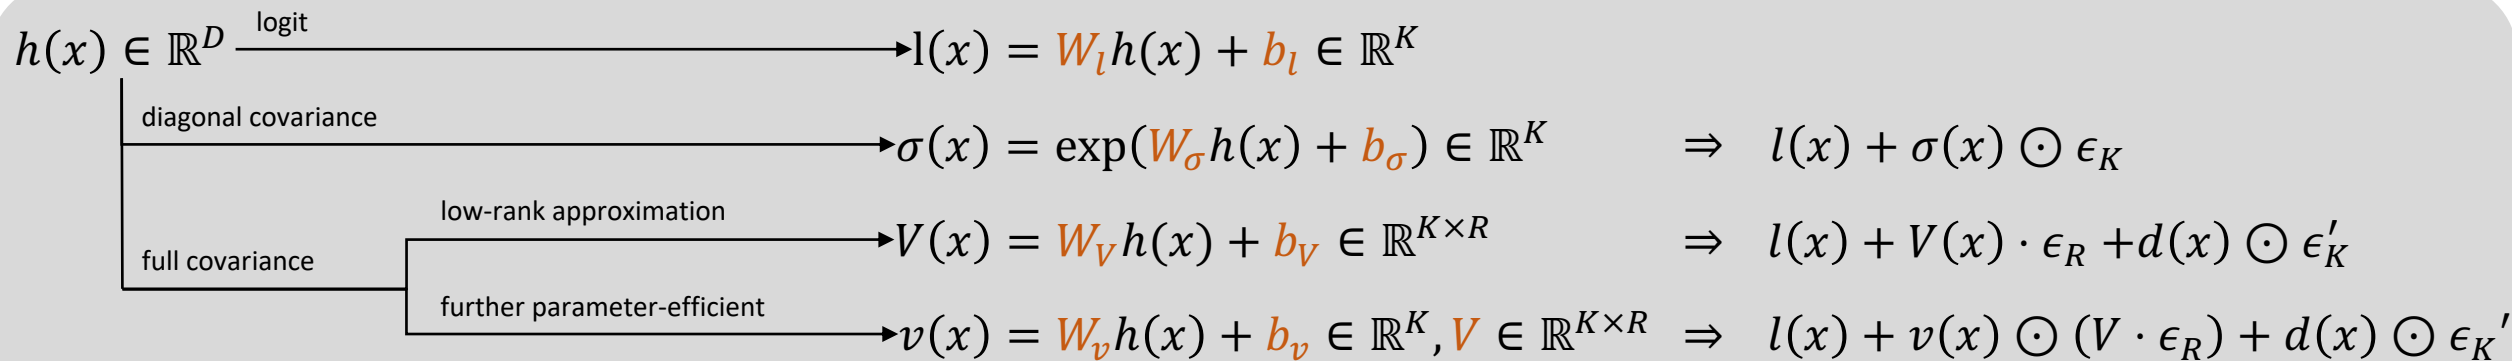 logit
h(x) ∈ ℝ^D l(x) = W_l h(x) + b_l ∈ ℝ^K
diagonal covariance
σ(x) = exp(W_σ h(x) + b_σ) ∈ ℝ^K ⇒ l(x) + σ(x) ⊙ ϵ_K
low-rank approximation
V(x) = W_V h(x) + b_V ∈ ℝ^{K×R} ⇒ l(x) + V(x) · ϵ_R +d(x) ⊙ ϵ′_K
full covariance
further parameter-efficient
v(x) = W_v h(x) + b_v ∈ ℝ^K, V ∈ ℝ^{K×R} ⇒ l(x) + v(x) ⊙ (V · ϵ_R) + d(x) ⊙ ϵ_K′